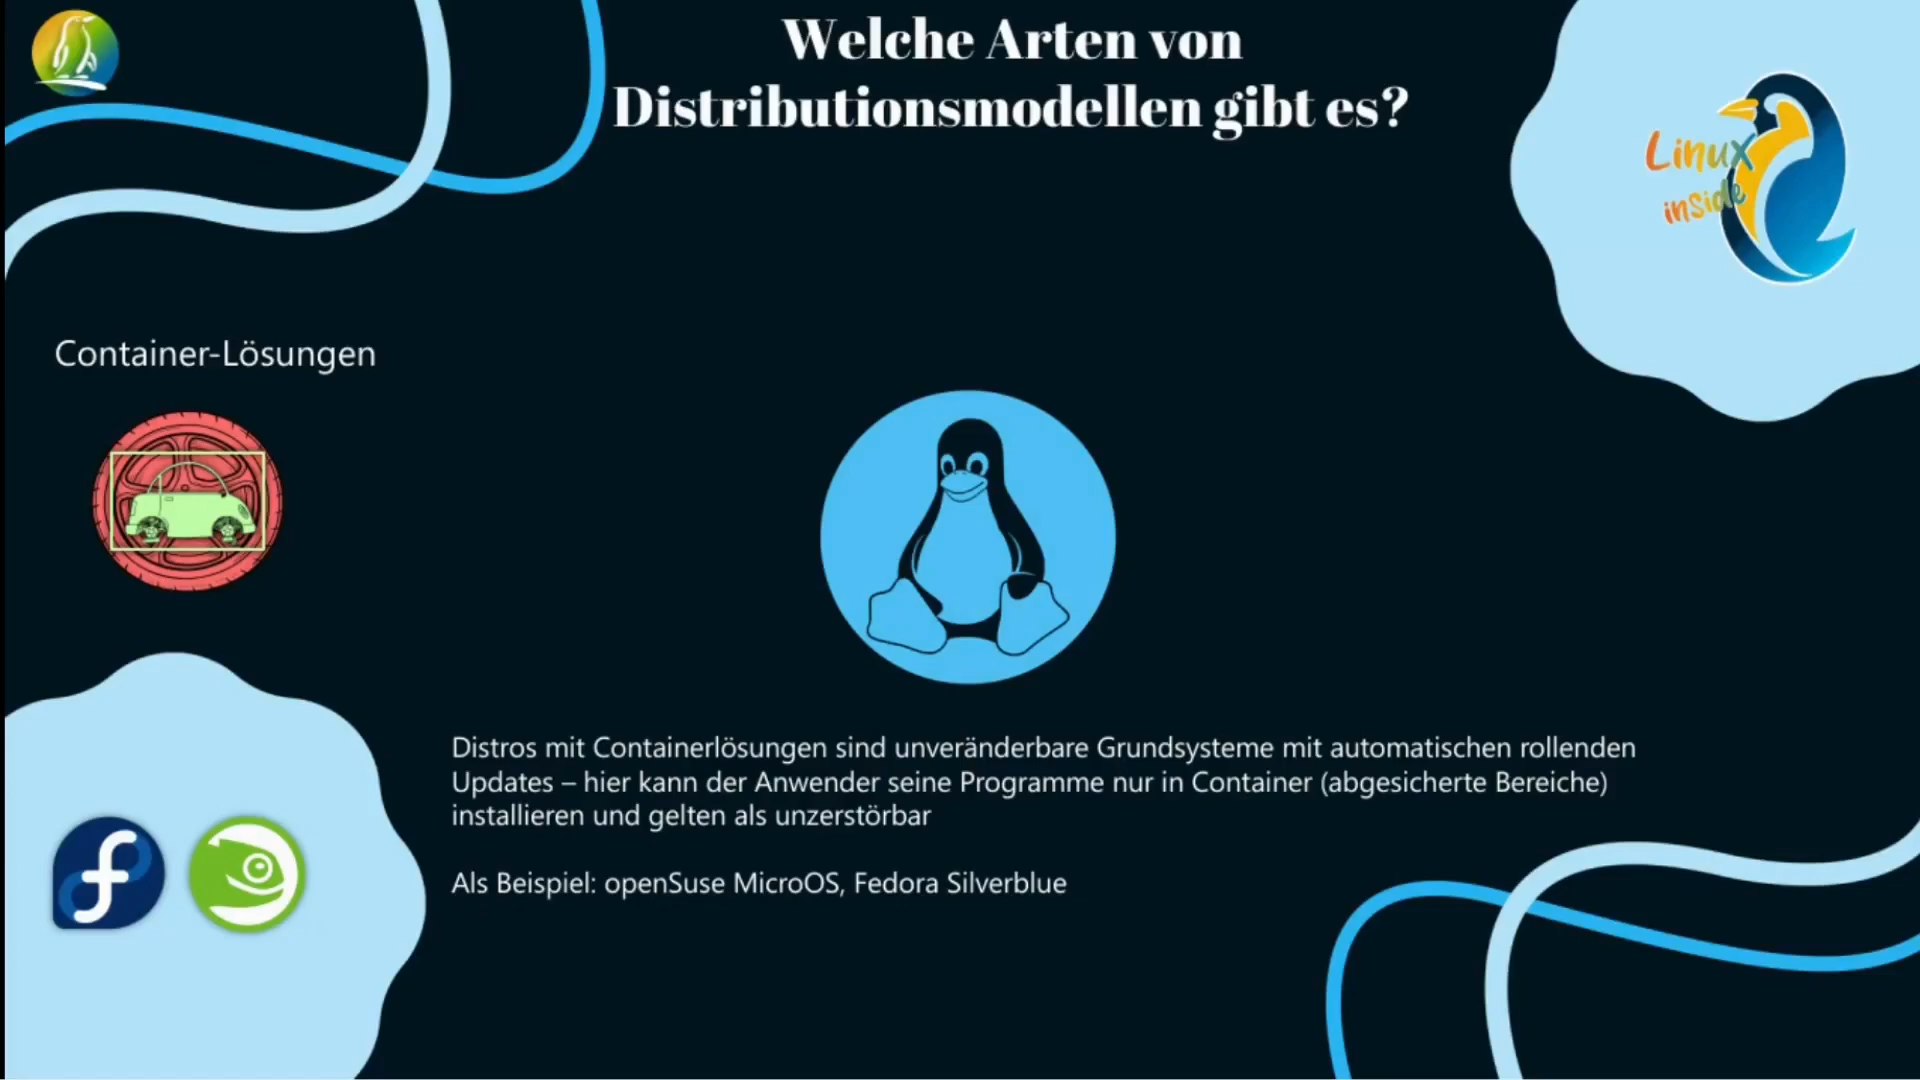 Welche Arten von
Distributionsmodellen gibt es?
Linux
inside
Container-Lösungen
Distros mit Containerlösungen sind unveränderbare Grundsysteme mit automatischen rollenden
Updates – hier kann der Anwender seine Programme nur in Container (abgesicherte Bereiche)
installieren und gelten als unzerstörbar
Als Beispiel: openSuse MicroOS, Fedora Silverblue